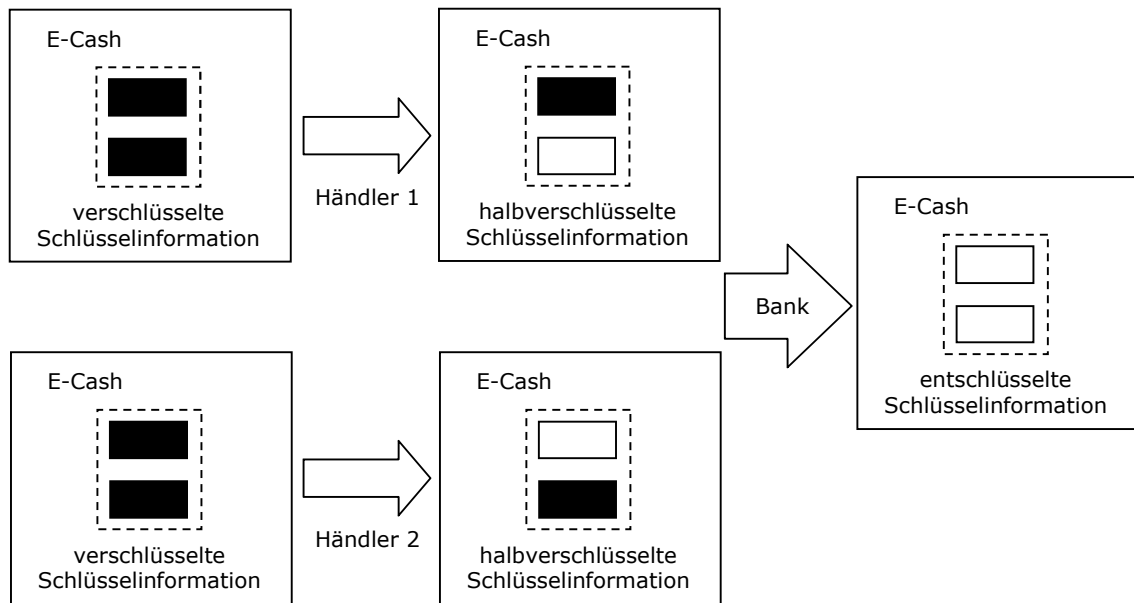 E-Cash
verschlüsselte
Schlüsselinformation
Händler 1
E-Cash
halbverschlüsselte
Schlüsselinformation
E-Cash
verschlüsselte
Schlüsselinformation
Händler 2
E-Cash
halbverschlüsselte
Schlüsselinformation
Bank
E-Cash
entschlüsselte
Schlüsselinformation